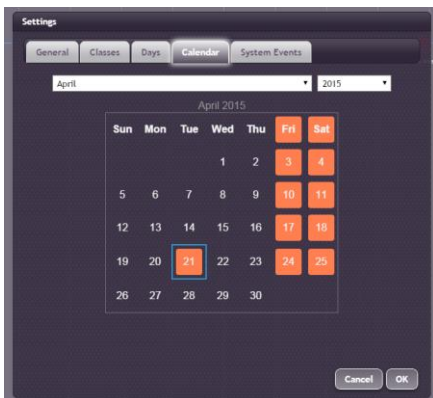 Settings
General Classes Days Calendar System Events
April 2015
April 2015
Sun Mon Tue Wed Thu Fri Sat
1 2 3 4
5 6 7 8 9 10 11
12 13 14 15 16 17 18
19 20 21 22 23 24 25
26 27 28 29 30
Cancel OK